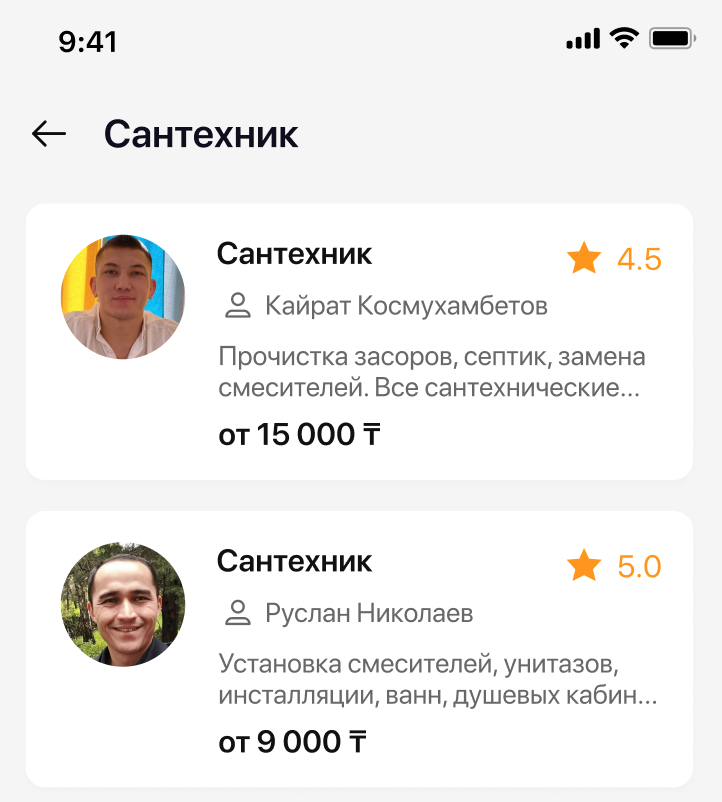 9:41
Сантехник
Сантехник
4.5
Кайрат Космухамбетов
Прочистка засоров, септик, замена
смесителей. Все сантехнические...
от 15 000 ₸
Сантехник
5.0
Руслан Николаев
Установка смесителей, унитазов,
инсталляции, ванн, душевых кабин...
от 9 000 ₸